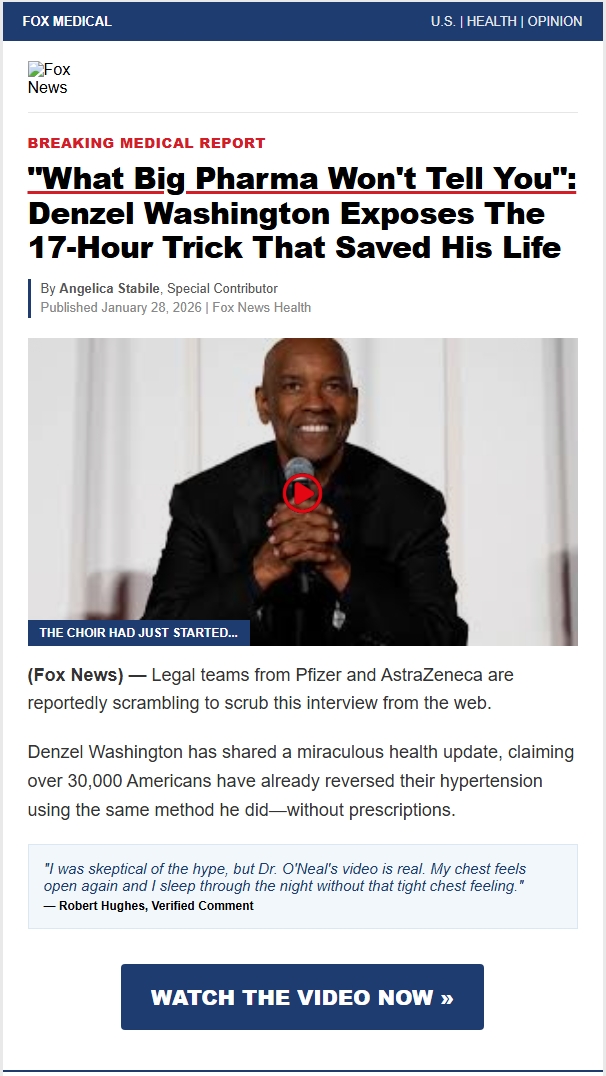 FOX MEDICAL
U.S. | HEALTH | OPINION
Fox
News
BREAKING MEDICAL REPORT
"What Big Pharma Won't Tell You":
Denzel Washington Exposes The
17-Hour Trick That Saved His Life
By Angelica Stabile, Special Contributor
Published January 28, 2026 | Fox News Health
THE CHOIR HAD JUST STARTED...
(Fox News) — Legal teams from Pfizer and AstraZeneca are
reportedly scrambling to scrub this interview from the web.
Denzel Washington has shared a miraculous health update, claiming
over 30,000 Americans have already reversed their hypertension
using the same method he did—without prescriptions.
"I was skeptical of the hype, but Dr. O'Neal's video is real. My chest feels
open again and I sleep through the night without that tight chest feeling."
— Robert Hughes, Verified Comment
WATCH THE VIDEO NOW »